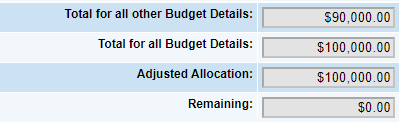 Total for all other Budget Details: $90,000.00
Total for all Budget Details: $100,000.00
Adjusted Allocation: $100,000.00
Remaining: $0.00